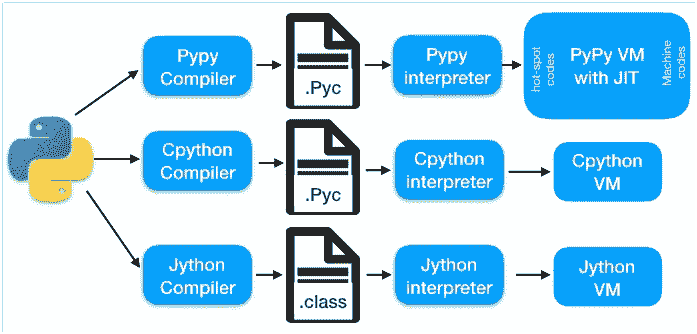 Pypy
Compiler
.Pyc
Pypy
interpreter
hot-spot
codes
PyPy VM
with JIT
Machine
codes
Cpython
Compiler
.Pyc
Cpython
interpreter
Cpython
VM
Jython
Compiler
.class
Jython
interpreter
Jython
VM